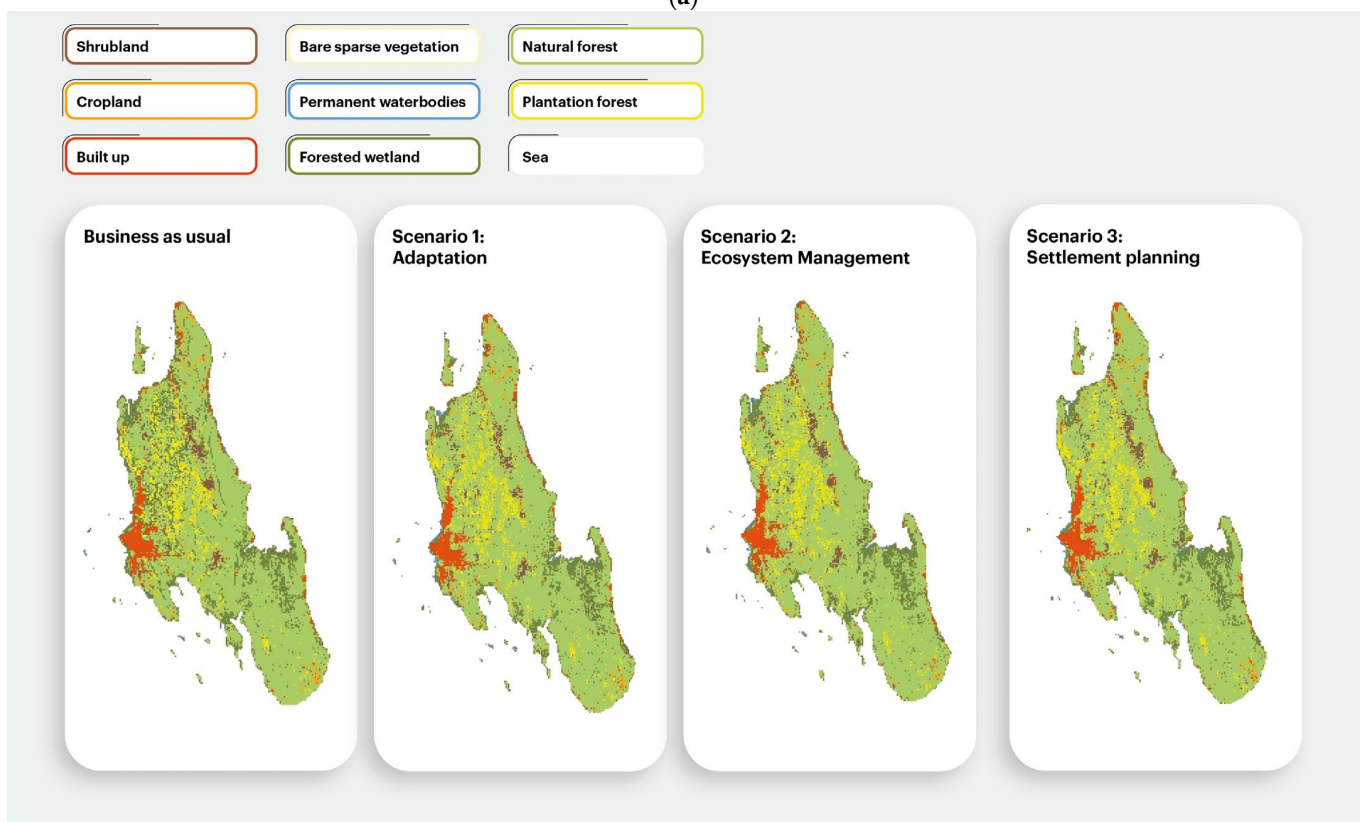 (a)
Shrubland
Bare sparse vegetation
Natural forest
Cropland
Permanent waterbodies
Plantation forest
Built up
Forested wetland
Sea
Business as usual
Scenario 1:
Adaptation
Scenario 2:
Ecosystem Management
Scenario 3:
Settlement planning